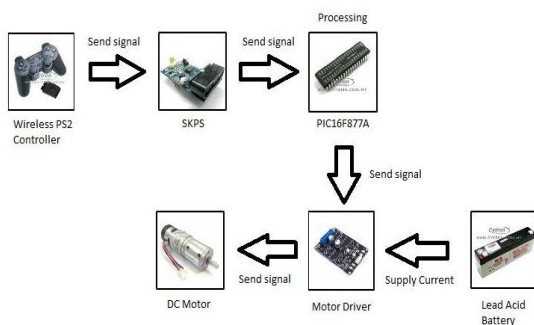 Processing
Send signal
Send signal
Wireless PS2
Controller
SKPS
PIC16F877A
Send signal
DC Motor
Send signal
Motor Driver
Supply Current
Lead Acid
Battery